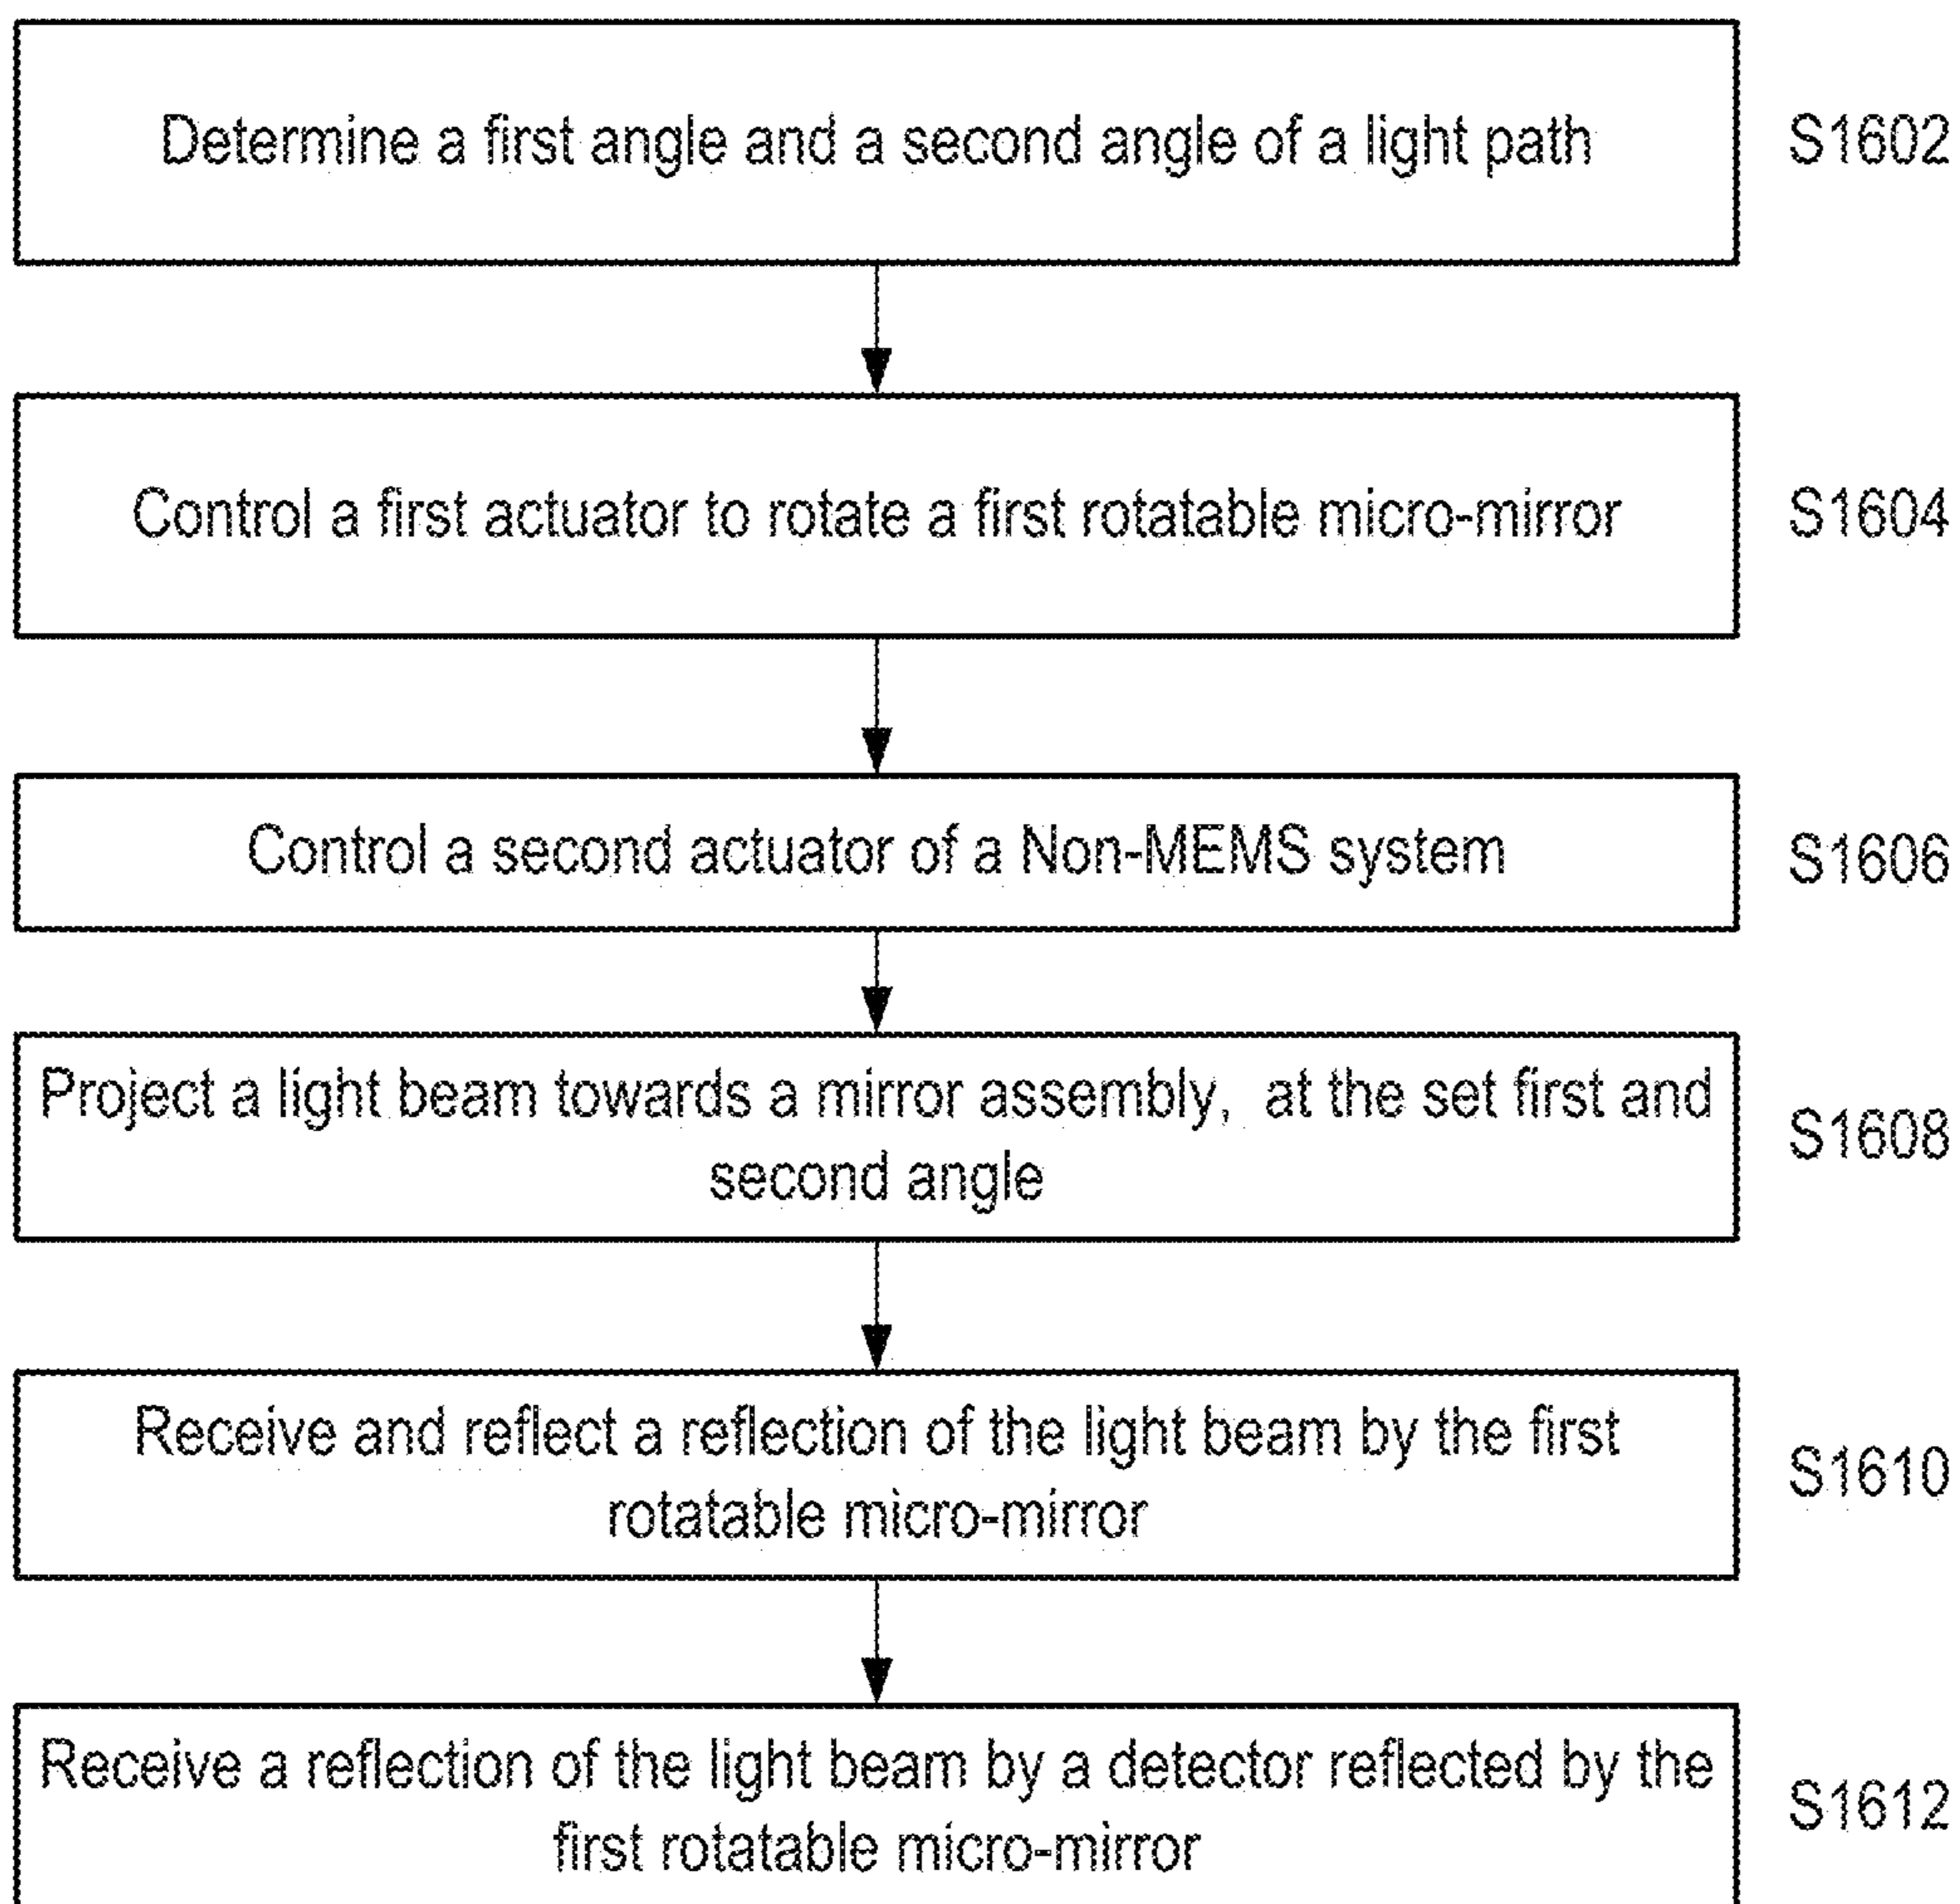 Determine a first angle and a second angle of a light path
S1602
Control a first actuator to rotate a first rotatable micro-mirror
S1604
Control a second actuator of a Non-MEMS system
S1606
Project a light beam towards a mirror assembly, at the set first and
second angle
S1608
Receive and reflect a reflection of the light beam by the first
rotatable micro-mirror
S1610
Receive a reflection of the light beam by a detector reflected by the
first rotatable micro-mirror
S1612